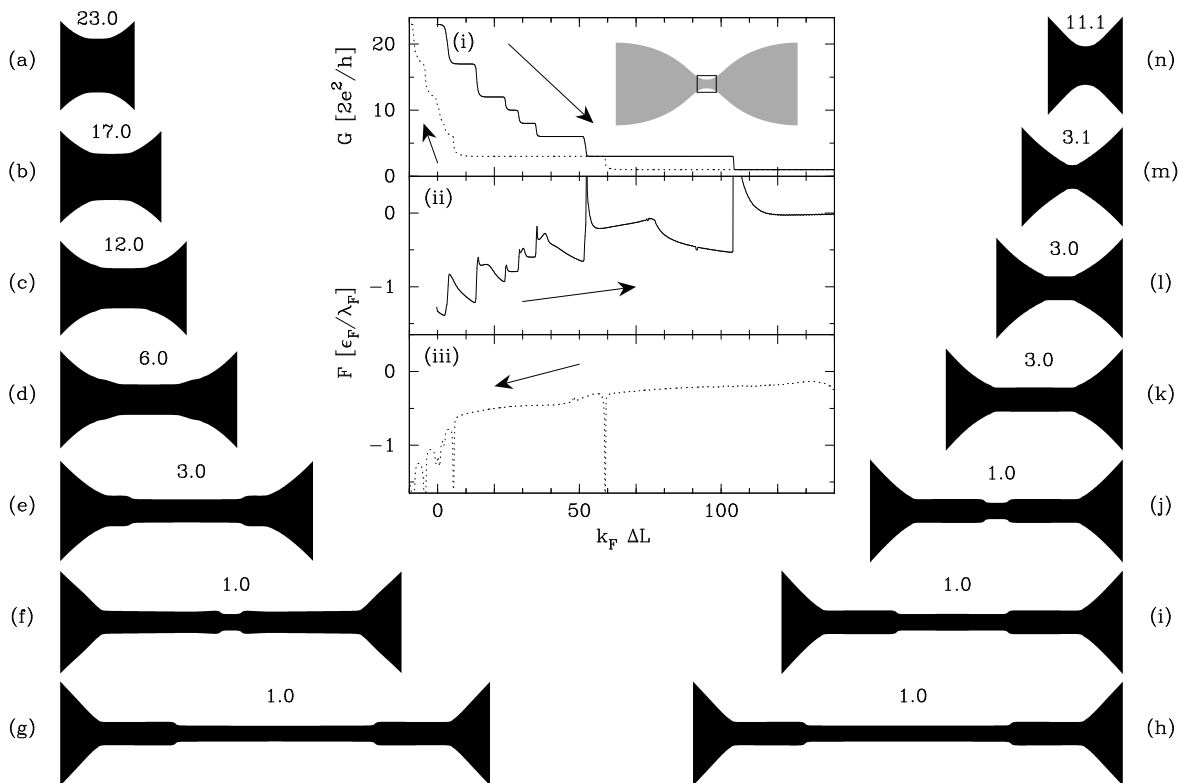 (a) 23.0
(b) 17.0
(c) 12.0
(d) 6.0
(e) 3.0
(f) 1.0
(g) 1.0
G [2e²/h]
20
10
0
(i)
F [ϵ_F/λ_F]
0
−1
(ii)
0
−1
(iii)
0 50 100
k_F ΔL
11.1 (n)
3.1 (m)
3.0 (l)
3.0 (k)
1.0 (j)
1.0 (i)
1.0 (h)